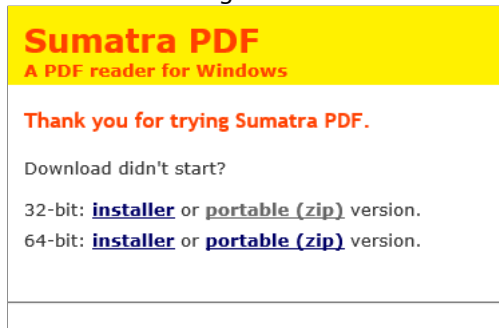 Sumatra PDF
A PDF reader for Windows
Thank you for trying Sumatra PDF.
Download didn't start?
32-bit: installer or portable (zip) version.
64-bit: installer or portable (zip) version.